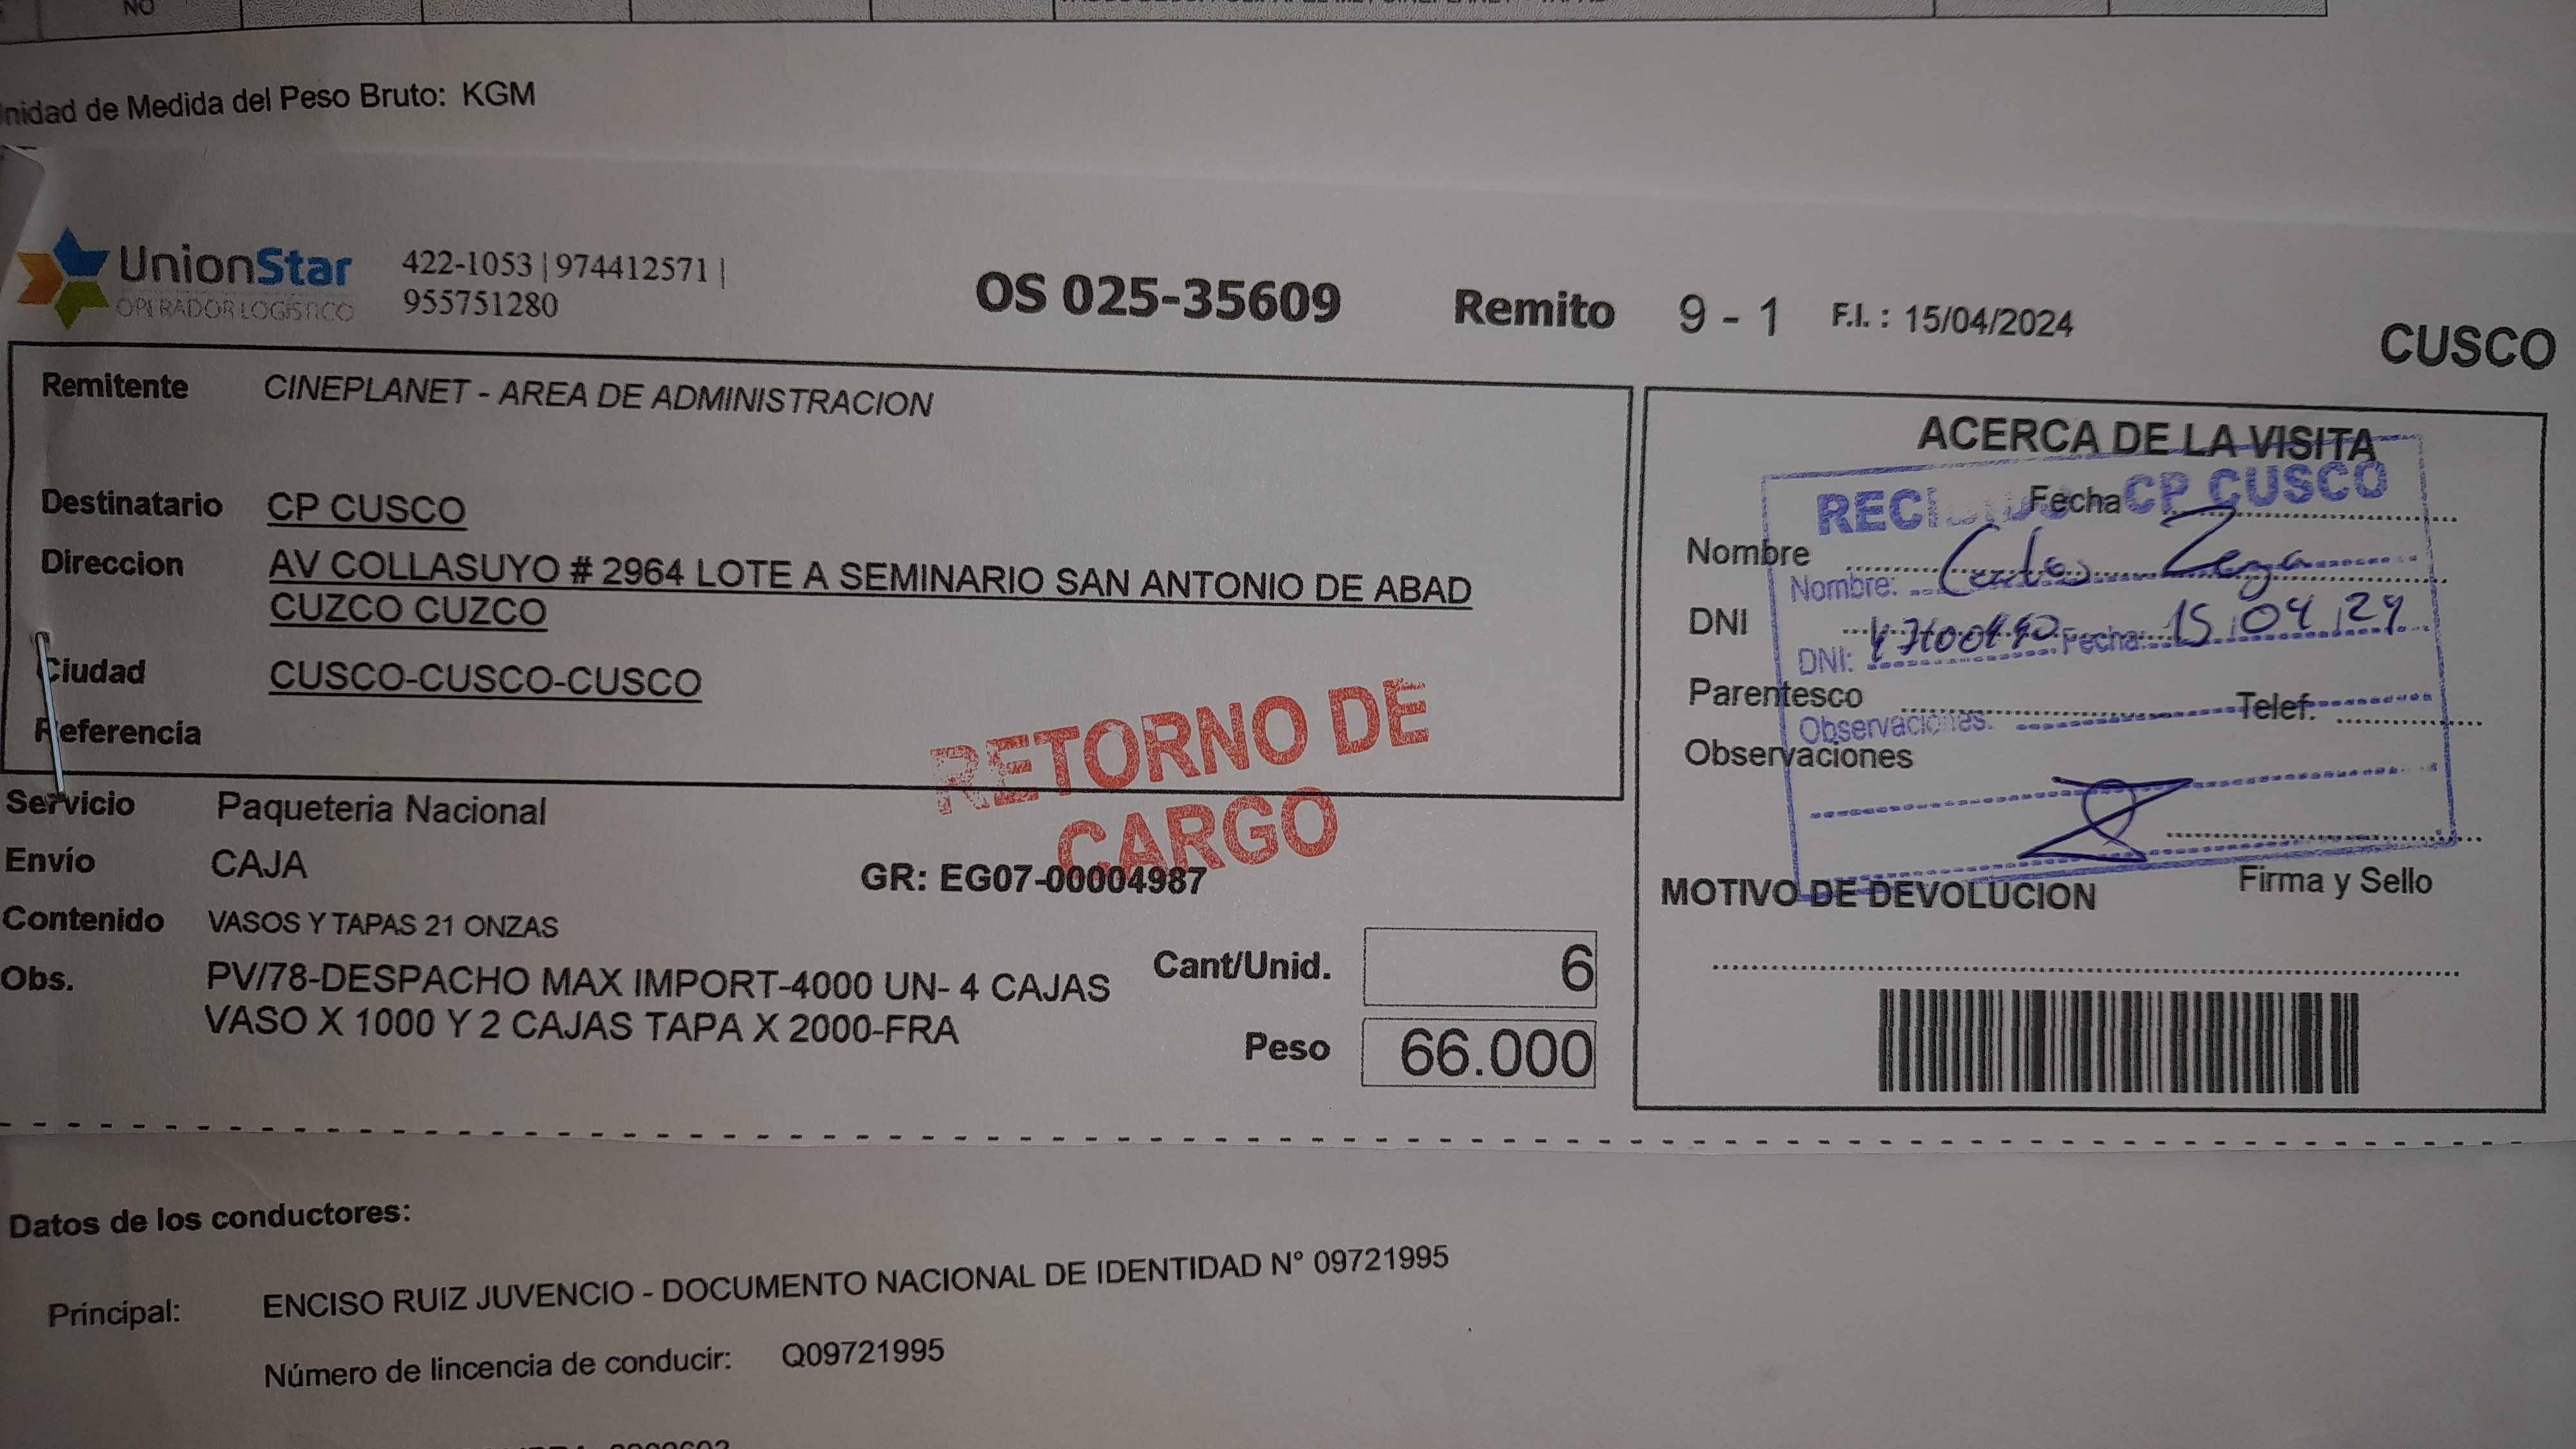 NO
Unidad de Medida del Peso Bruto: KGM
UnionStar
OPERADOR LOGÍSTICO
422-1053 | 974412571 |
955751280
OS 025-35609
Remito 9 - 1 F.I. : 15/04/2024
CUSCO
Remitente CINEPLANET - AREA DE ADMINISTRACION
Destinatario CP CUSCO
Direccion AV COLLASUYO # 2964 LOTE A SEMINARIO SAN ANTONIO DE ABAD
CUZCO CUZCO
Ciudad CUSCO-CUSCO-CUSCO
Referencia
RETORNO DE
CARGO
Servicio Paqueteria Nacional
Envío CAJA
GR: EG07-00004987
Contenido VASOS Y TAPAS 21 ONZAS
Obs. PV/78-DESPACHO MAX IMPORT-4000 UN- 4 CAJAS
VASO X 1000 Y 2 CAJAS TAPA X 2000-FRA
Cant/Unid. 6
Peso 66.000
ACERCA DE LA VISITA
RECIBIDO CP CUSCO
Fecha
Nombre
Nombre: Carlos
DNI
DNI: Fecha: 15 04 24
Parentesco Telef.
Observaciones:
Observaciones
Firma y Sello
MOTIVO DE DEVOLUCION
Datos de los conductores:
Principal: ENCISO RUIZ JUVENCIO - DOCUMENTO NACIONAL DE IDENTIDAD N° 09721995
Número de lincencia de conducir: Q09721995